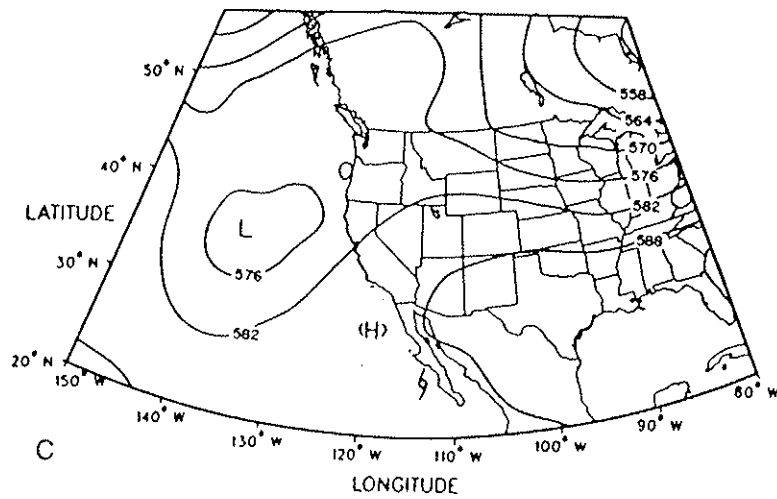 50° N
40° N
LATITUDE
30° N
20° N
150° W
140° W
130° W
120° W
110° W
100° W
90° W
80° W
LONGITUDE
C
L
576
582
(H)
558
564
570
576
582
588